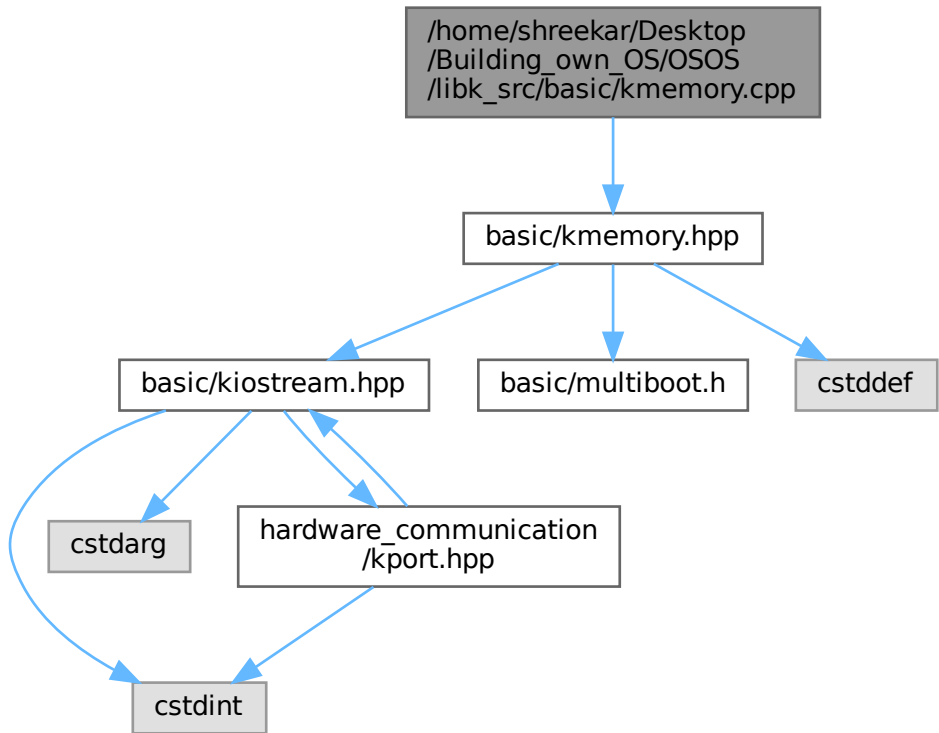 /home/shreekar/Desktop
/Building_own_OS/OSOS
/libk_src/basic/kmemory.cpp
basic/kmemory.hpp
basic/kiostream.hpp
basic/multiboot.h
cstddef
cstdarg
hardware_communication
/kport.hpp
cstdint